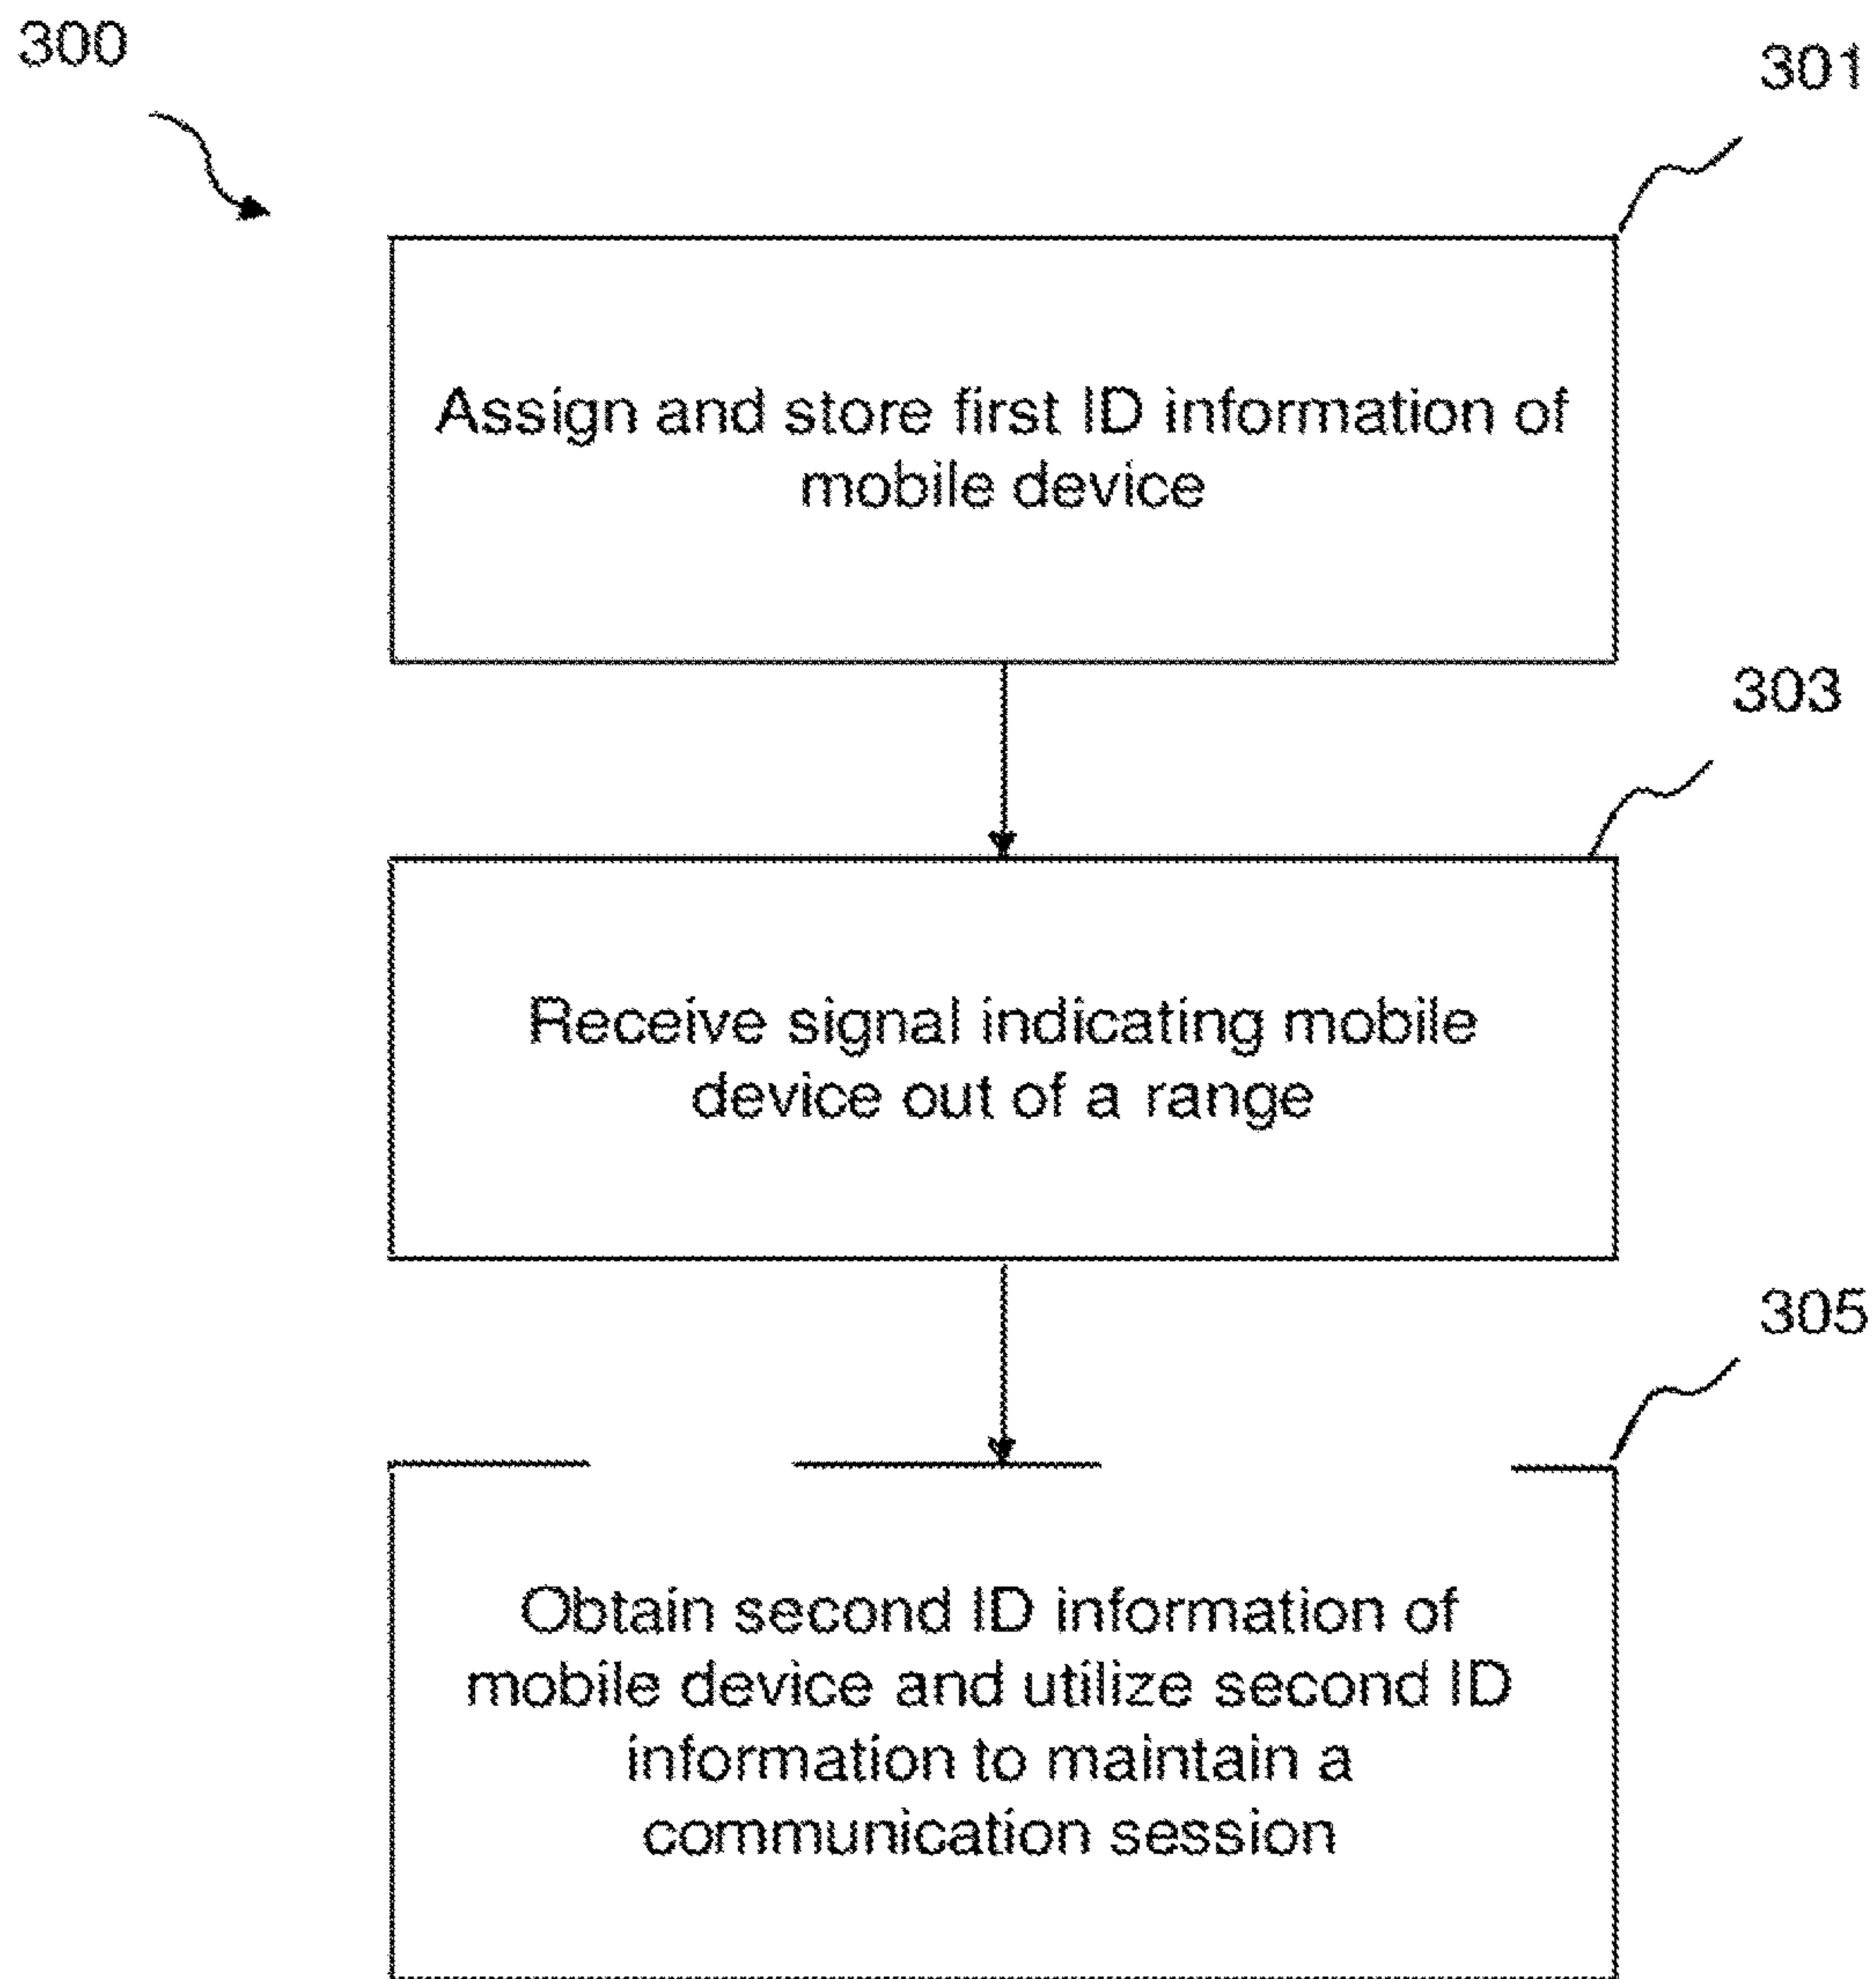 300
301
Assign and store first ID information of
mobile device
303
Receive signal indicating mobile
device out of a range
305
Obtain second ID information of
mobile device and utilize second ID
information to maintain a
communication session